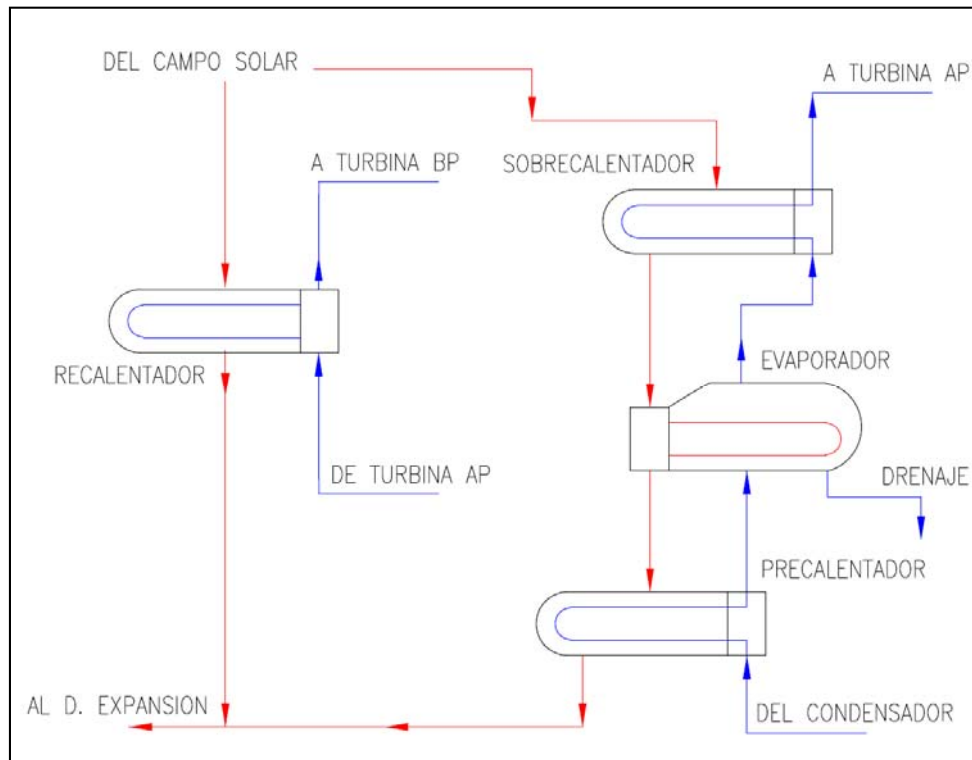 DEL CAMPO SOLAR
A TURBINA AP
A TURBINA BP
SOBRECALENTADOR
EVAPORADOR
RECALENTADOR
DE TURBINA AP
DRENAJE
PRECALENTADOR
AL D. EXPANSION
DEL CONDENSADOR